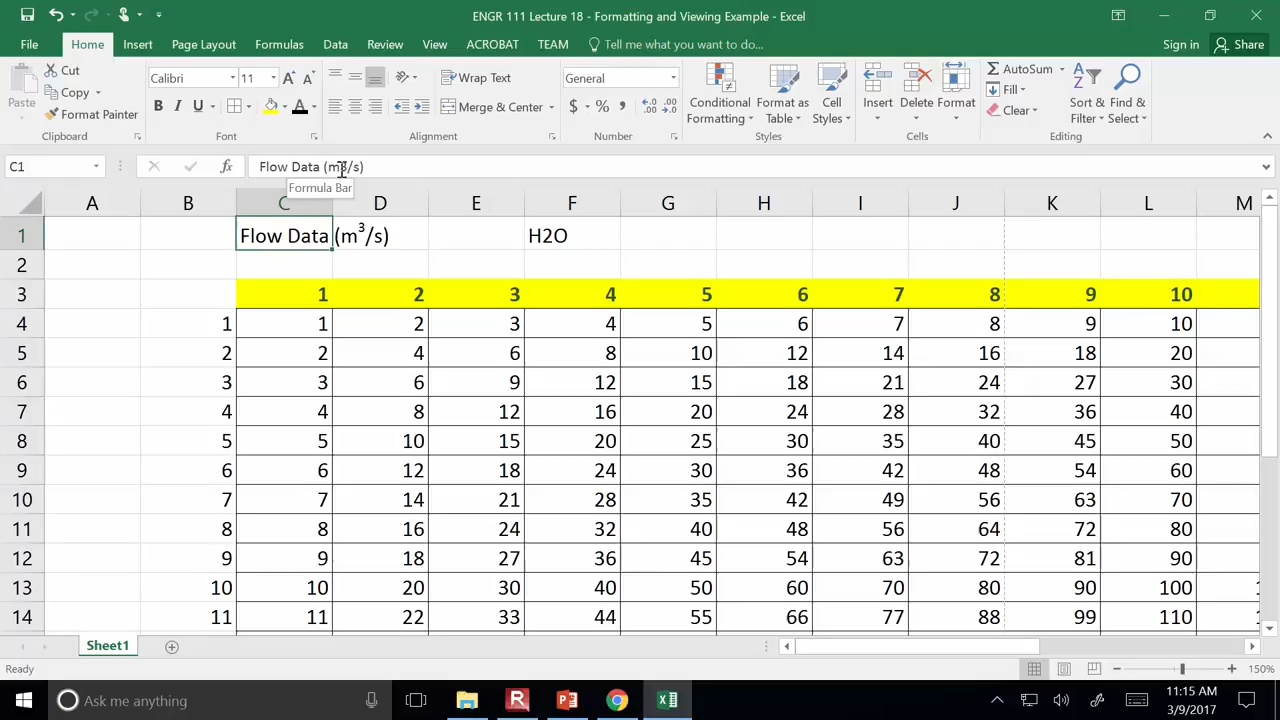 ENGR 111 Lecture 18 - Formatting and Viewing Example - Excel
File Home Insert Page Layout Formulas Data Review View ACROBAT TEAM Tell me what you want to do... Sign in Share
Paste
Cut
Copy
Format Painter
Clipboard
Calibri 11 A A
B I U A
Font
Wrap Text
Merge & Center
Alignment
General
$ % , .0 .00 .00 .0
Number
Conditional Formatting
Format as Table
Cell Styles
Styles
Insert
Delete
Format
Cells
AutoSum
Fill
Clear
Sort & Filter
Find & Select
Editing
C1 fx Flow Data (m3/s)
Formula Bar
A B C D E F G H I J K L M
1 Flow Data (m³/s) H2O
2
3 1 2 3 4 5 6 7 8 9 10
4 1 1 2 3 4 5 6 7 8 9 10
5 2 2 4 6 8 10 12 14 16 18 20
6 3 3 6 9 12 15 18 21 24 27 30
7 4 4 8 12 16 20 24 28 32 36 40
8 5 5 10 15 20 25 30 35 40 45 50
9 6 6 12 18 24 30 36 42 48 54 60
10 7 7 14 21 28 35 42 49 56 63 70
11 8 8 16 24 32 40 48 56 64 72 80
12 9 9 18 27 36 45 54 63 72 81 90
13 10 10 20 30 40 50 60 70 80 90 100
14 11 11 22 33 44 55 66 77 88 99 110
Sheet1
Ready 150%
Ask me anything
11:15 AM
3/9/2017